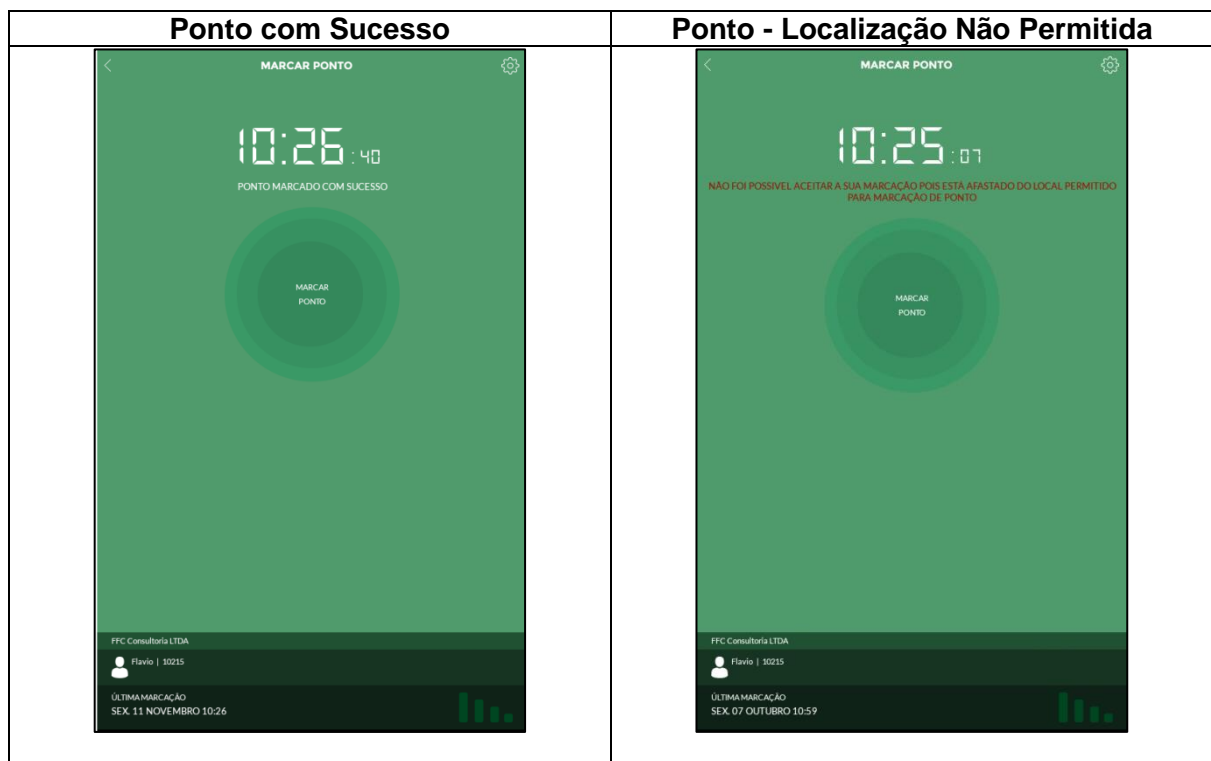 Ponto com Sucesso
Ponto - Localização Não Permitida
MARCAR PONTO
10:26:40
PONTO MARCADO COM SUCESSO
MARCAR
PONTO
FFC Consultoria LTDA
Flavio | 10215
ÚLTIMA MARCAÇÃO
SEX. 11 NOVEMBRO 10:26
MARCAR PONTO
10:25:07
NÃO FOI POSSIVEL ACEITAR A SUA MARCAÇÃO POIS ESTÁ AFASTADO DO LOCAL PERMITIDO
PARA MARCAÇÃO DE PONTO
MARCAR
PONTO
FFC Consultoria LTDA
Flavio | 10215
ÚLTIMA MARCAÇÃO
SEX. 07 OUTUBRO 10:59